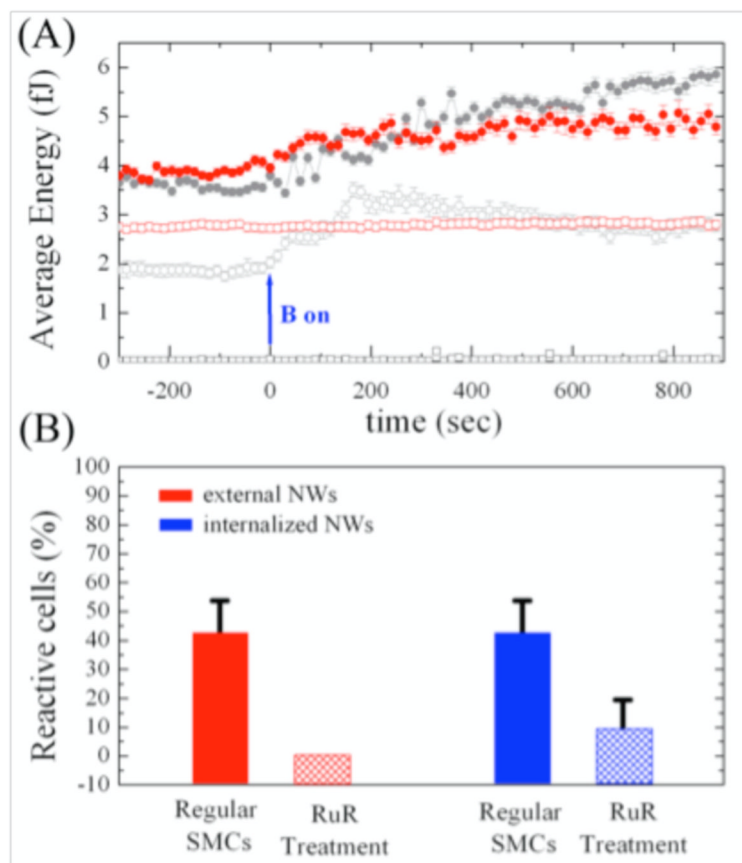 (A)
Average Energy (fJ)
6
5
4
3
2
1
0
B on
-200 0 200 400 600 800
time (sec)
(B)
Reactive cells (%)
100
90
80
70
60
50
40
30
20
10
0
-10
external NWs
internalized NWs
Regular SMCs
RuR Treatment
Regular SMCs
RuR Treatment